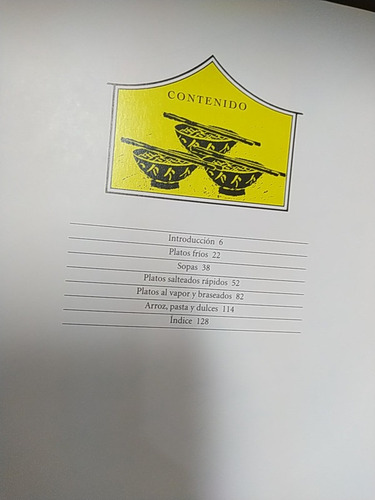 CONTENIDO
Introducción 6
Platos fríos 22
Sopas 38
Platos salteados rápidos 52
Platos al vapor y braseados 82
Arroz, pasta y dulces 114
Índice 128